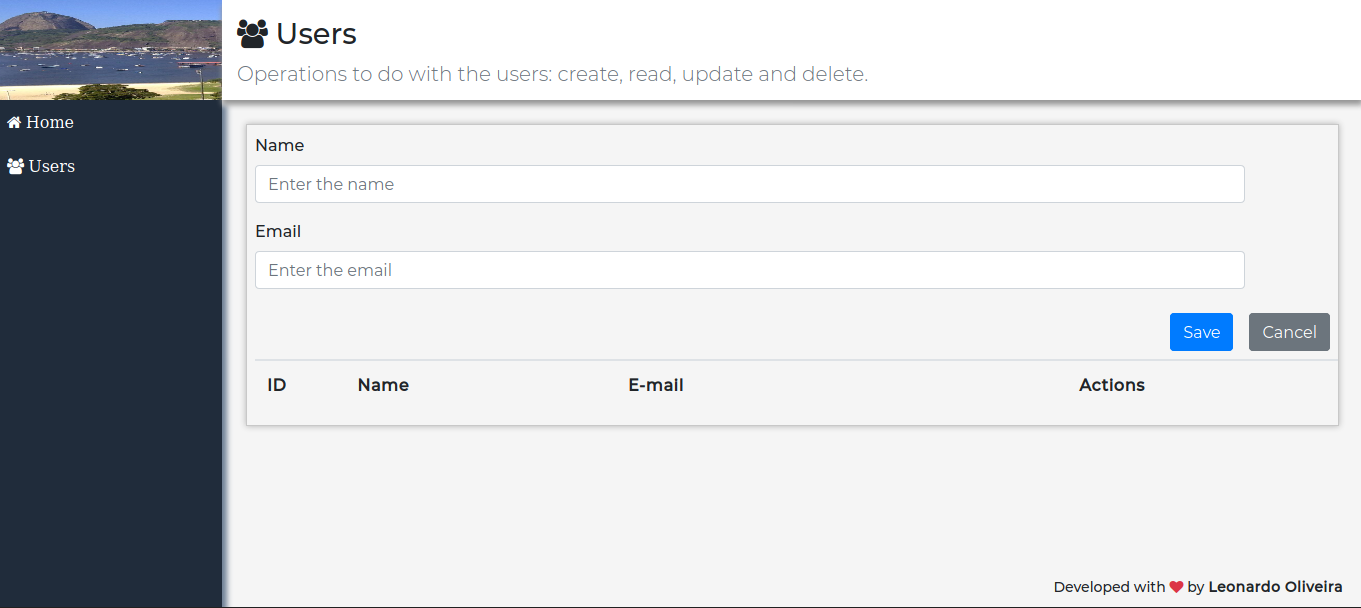 Users
Operations to do with the users: create, read, update and delete.
Home
Users
Name
Enter the name
Email
Enter the email
Save Cancel
ID Name E-mail Actions
Developed with by Leonardo Oliveira